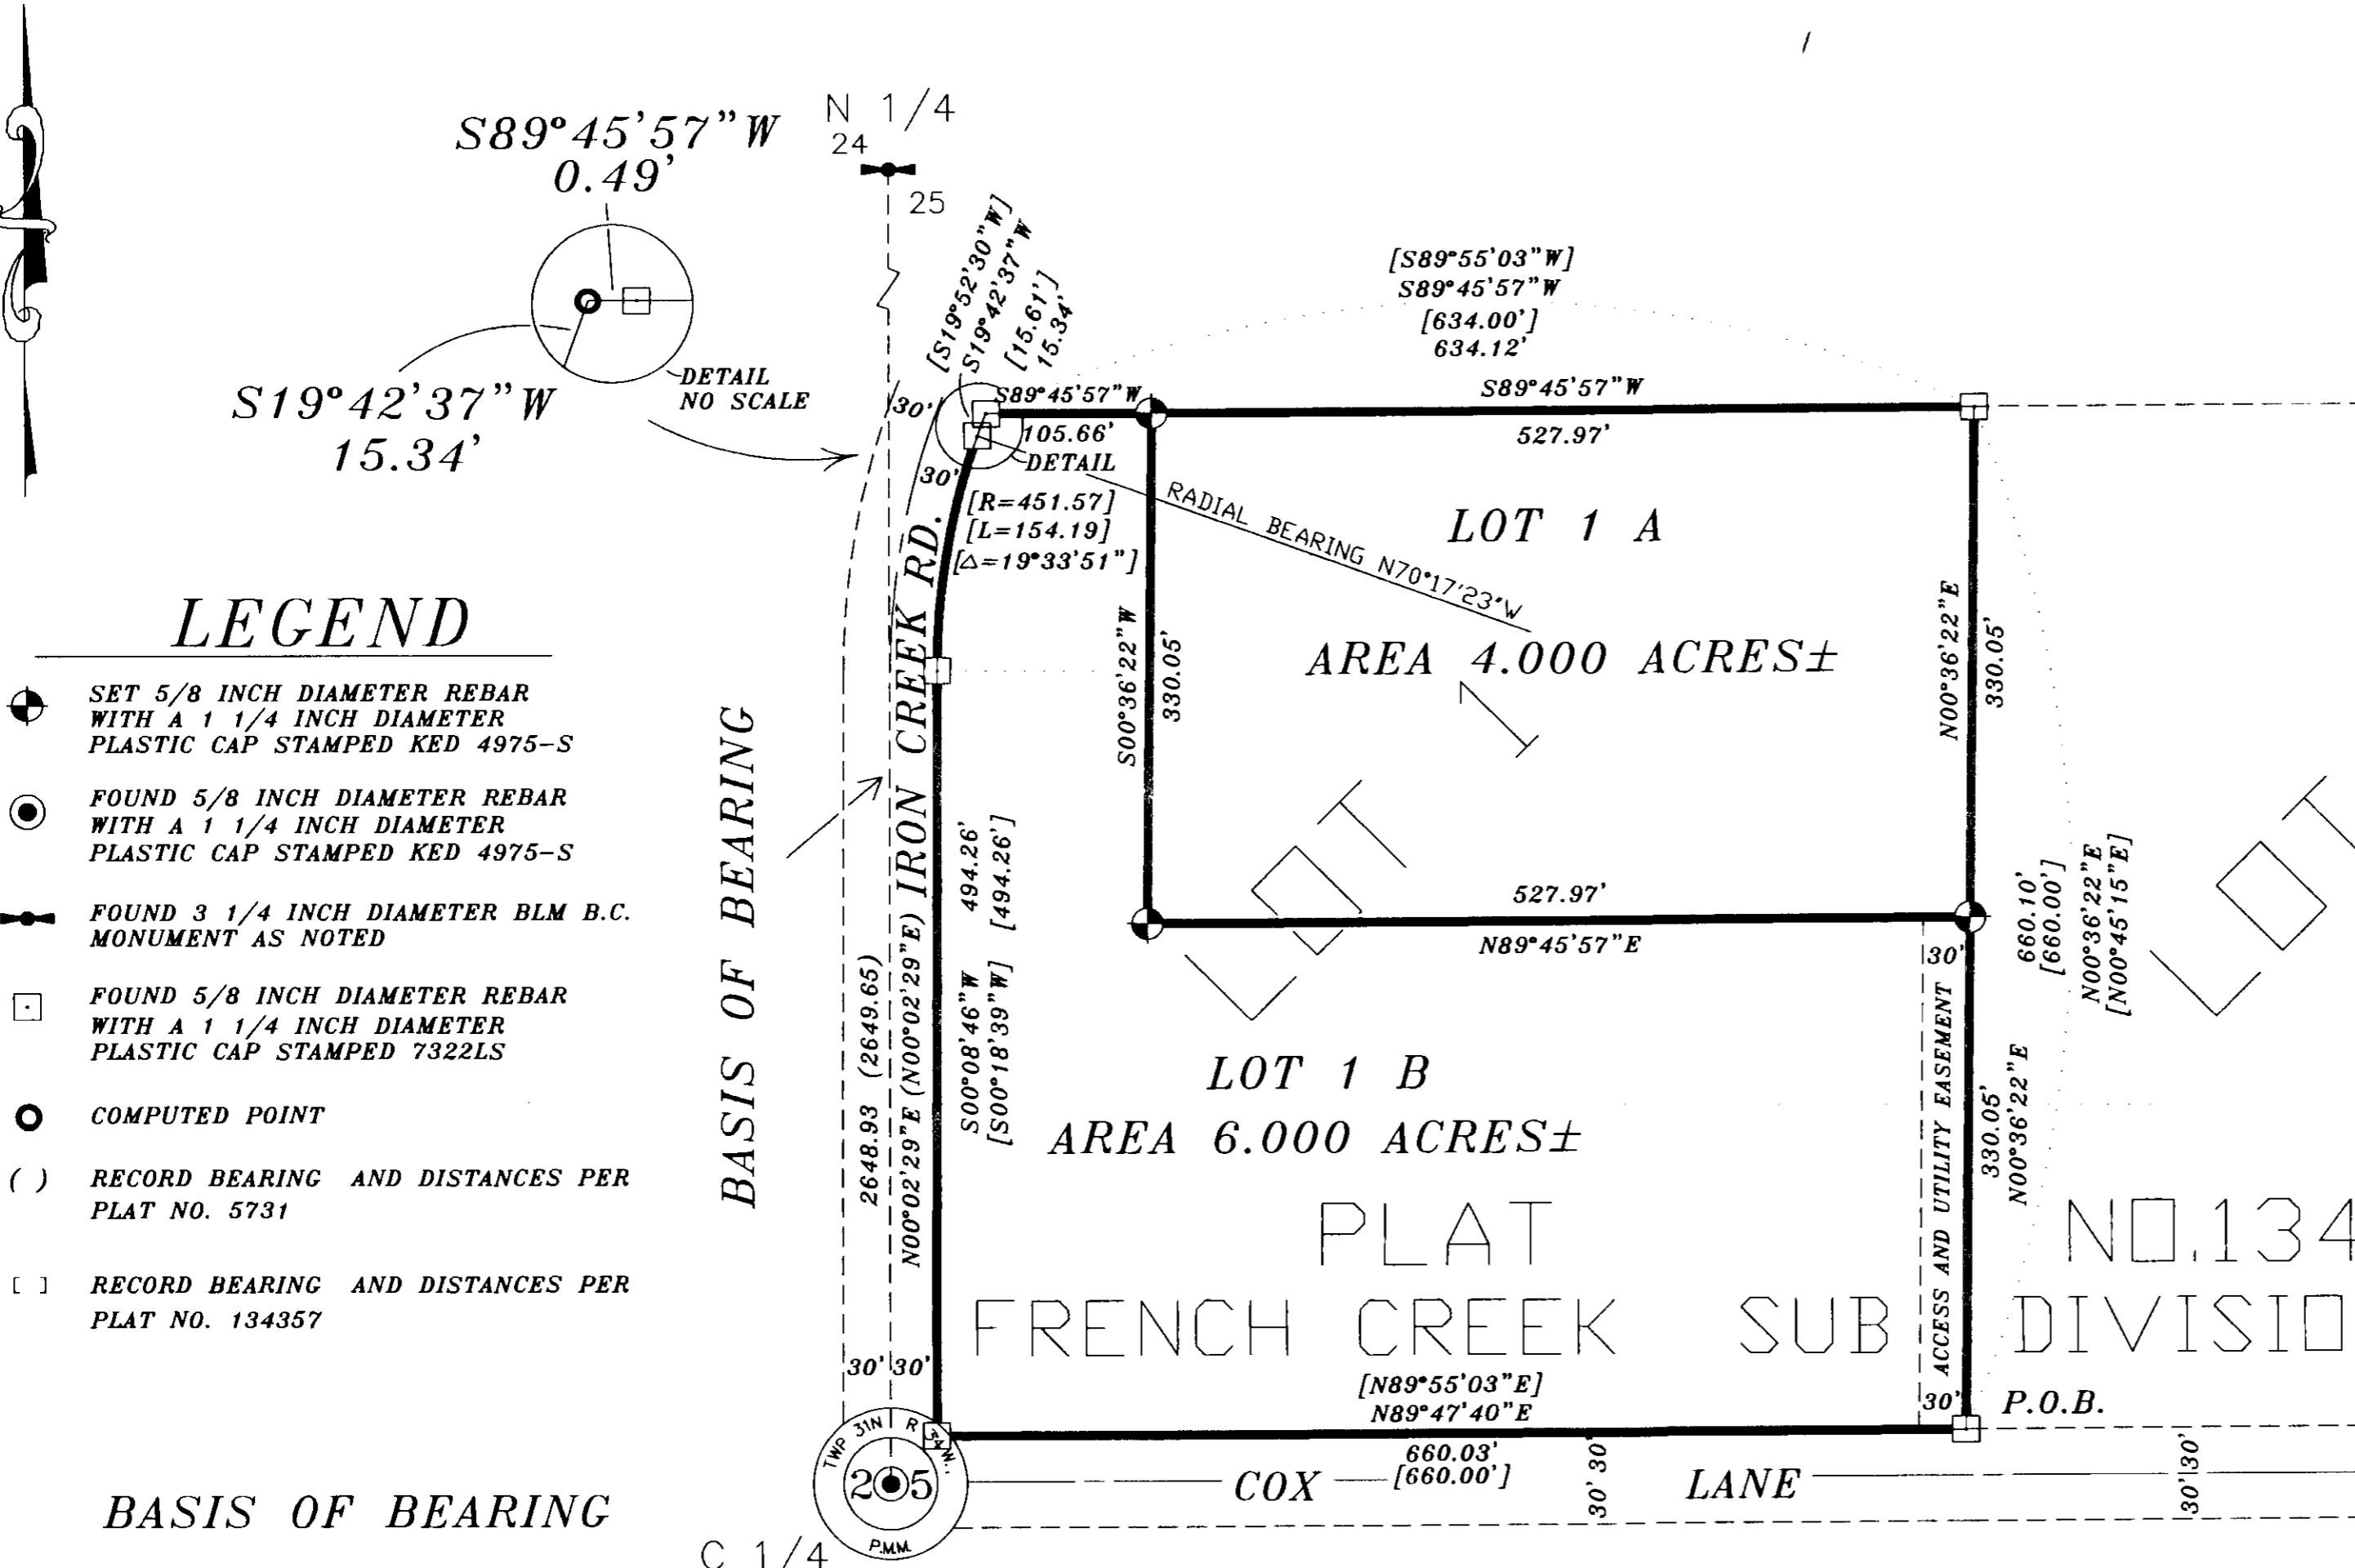 S89°45'57"W
0.49'
N 1/4
24
25
S19°42'37"W
15.34'
DETAIL
NO SCALE
[S19°52'30"W]
S19°42'37"W
[15.61']
15.34'
[S89°55'03"W]
S89°45'57"W
[634.00']
634.12'
30'
S89°45'57"W
105.66'
DETAIL
S89°45'57"W
527.97'
30'
[R=451.57]
[L=154.19]
[△=19°33'51"]
RADIAL BEARING N70°17'23"W
LOT 1 A
AREA 4.000 ACRES±
S00°36'22"W
330.05'
N00°36'22"E
330.05'
LEGEND
SET 5/8 INCH DIAMETER REBAR
WITH A 1 1/4 INCH DIAMETER
PLASTIC CAP STAMPED KED 4975-S
FOUND 5/8 INCH DIAMETER REBAR
WITH A 1 1/4 INCH DIAMETER
PLASTIC CAP STAMPED KED 4975-S
FOUND 3 1/4 INCH DIAMETER BLM B.C.
MONUMENT AS NOTED
FOUND 5/8 INCH DIAMETER REBAR
WITH A 1 1/4 INCH DIAMETER
PLASTIC CAP STAMPED 7322LS
COMPUTED POINT
( ) RECORD BEARING AND DISTANCES PER
PLAT NO. 5731
[ ] RECORD BEARING AND DISTANCES PER
PLAT NO. 134357
BASIS OF BEARING
IRON CREEK RD.
2648.93 (2649.65)
N00°02'29"E (N00°02'29"E)
494.26'
[494.26']
S00°08'46"W
[S00°18'39"W]
LOT 1
527.97'
N89°45'57"E
LOT
660.10'
[660.00']
N00°36'22"E
[N00°45'15"E]
30'
ACCESS AND UTILITY EASEMENT
30'
330.05'
N00°36'22"E
LOT 1 B
AREA 6.000 ACRES±
PLAT
NO.134
FRENCH CREEK SUB DIVISIO
30' 30'
[N89°55'03"E]
N89°47'40"E
P.O.B.
660.03'
[660.00']
COX LANE
30' 30
30' 30'
TWP 31N R 34 W.,
25
P.M.M.
C 1/4
BASIS OF BEARING